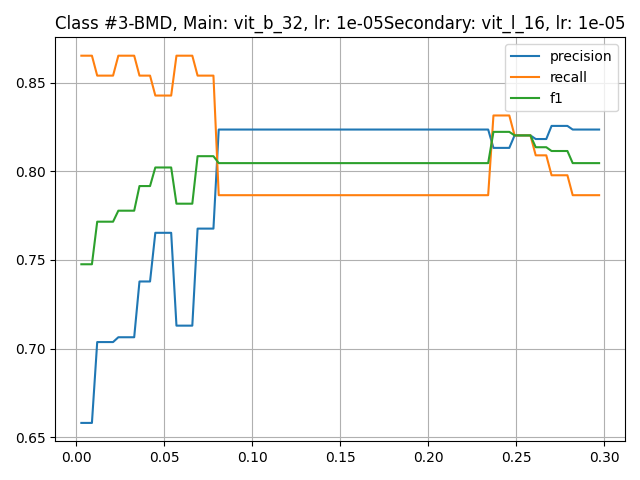 Class #3-BMD, Main: vit_b_32, lr: 1e-05Secondary: vit_l_16, lr: 1e-05
precision
recall
f1
0.85
0.80
0.75
0.70
0.65
0.00 0.05 0.10 0.15 0.20 0.25 0.30